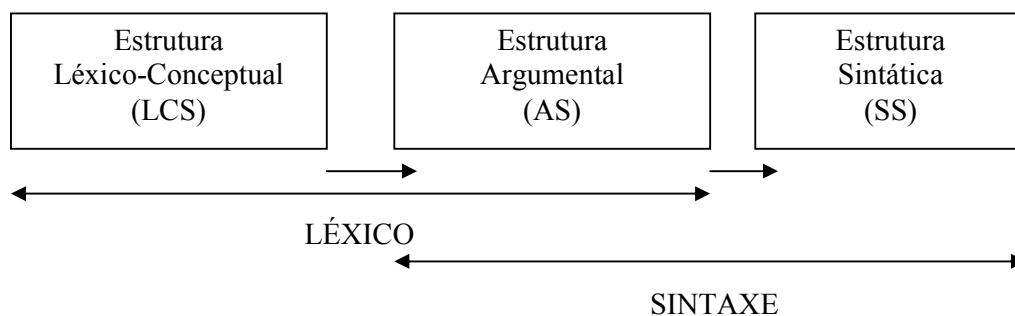 Estrutura
Léxico-Conceptual
(LCS)
Estrutura
Argumental
(AS)
Estrutura
Sintática
(SS)
LÉXICO
SINTAXE